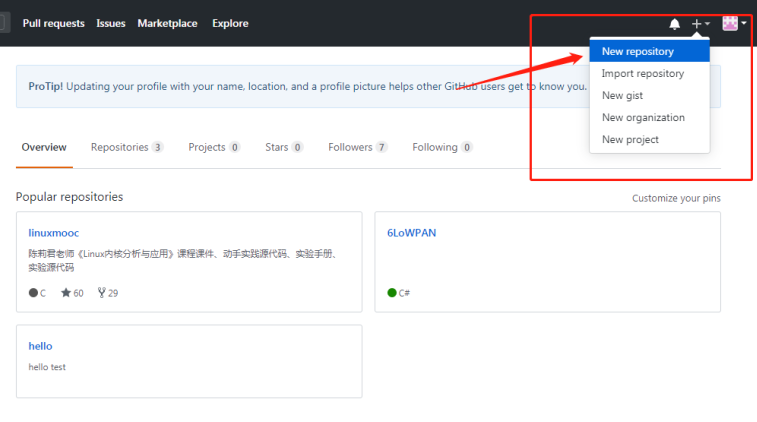 Pull requests Issues Marketplace Explore
New repository
Import repository
New gist
New organization
New project
ProTip! Updating your profile with your name, location, and a profile picture helps other GitHub users get to know you.
Overview Repositories 3 Projects 0 Stars 0 Followers 7 Following 0
Popular repositories Customize your pins
linuxmooc
陈莉君老师《Linux内核分析与应用》课程课件、动手实践源代码、实验手册、
实验源代码
C 60 29
6LoWPAN
C#
hello
hello test